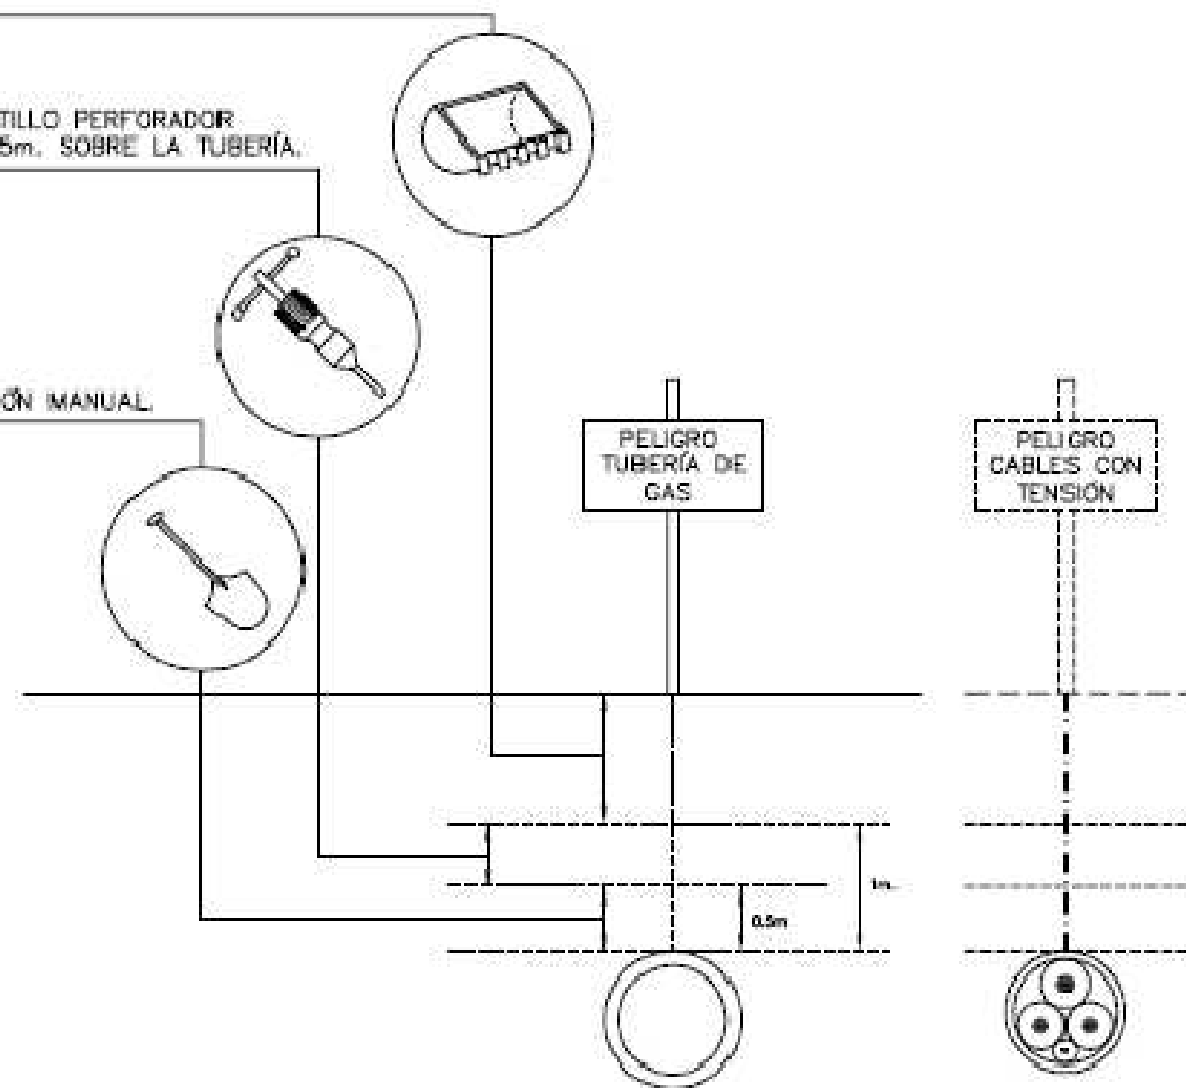 TILLO PERFORADOR
5m. SOBRE LA TUBERÍA.
ÓN MANUAL.
PELIGRO
TUBERÍA DE
GAS
PELIGRO
CABLES CON
TENSIÓN
1m.
0.5m